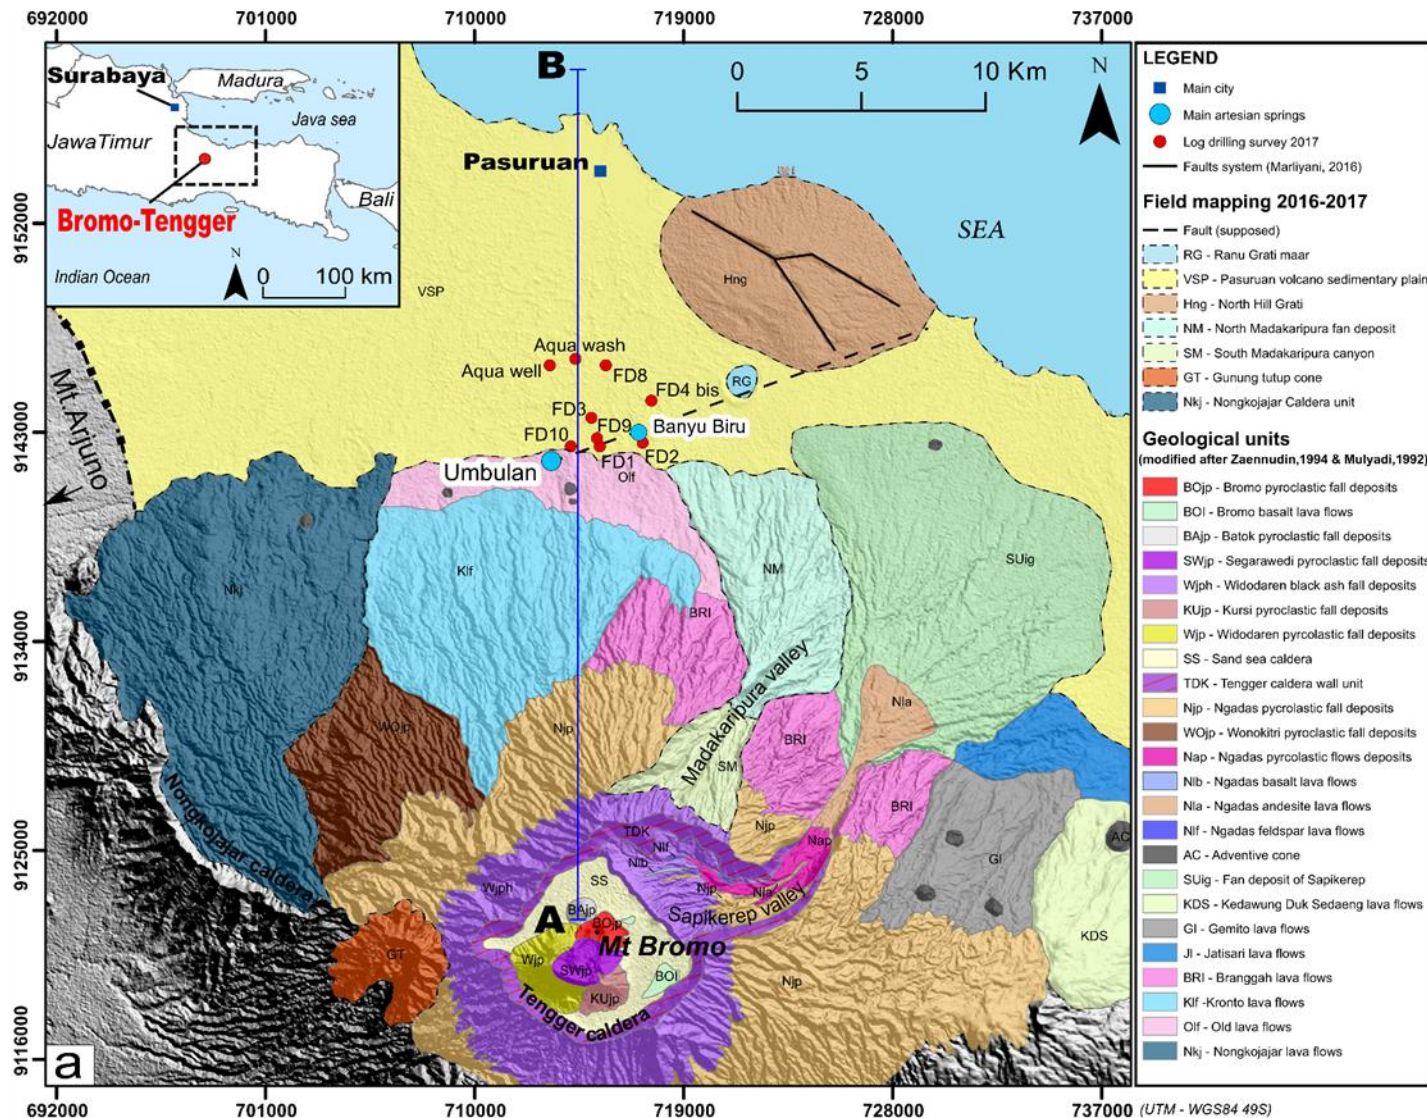 692000 701000 710000 719000 728000 737000
Surabaya
Madura
Java sea
JawaTimur
Bali
Bromo-Tengger
N
Indian Ocean
0 100 km
B
0 5 10 Km
N
Pasuruan
SEA
VSP
Hng
Aqua wash
Aqua well
FD8
RG
FD4 bis
FD3
FD9
Banyu Biru
FD10
FD1
FD2
Umbulan
Olf
Mt.Arjuno
Nkj
Klf
NM
SUig
BRI
WOjp
Njp
Madakaripura valley
SM
BRI
Nla
BRI
Nongkojajar caldera
TDK
Nlf
Nlb
Njp
Nap
Gl
AC
Wjph
SS
Njp
Nla
Sapikerep valley
A
BAjp
BOjp
Mt Bromo
KDS
GT
Wjp
SWjp
BOl
KUjp
Njp
Tengger caldera
a
9152000
9143000
9134000
9125000
9116000
692000 701000 710000 719000 728000 737000
LEGEND
Main city
Main artesian springs
Log drilling survey 2017
Faults system (Marliyani, 2016)
Field mapping 2016-2017
Fault (supposed)
RG - Ranu Grati maar
VSP - Pasuruan volcano sedimentary plain
Hng - North Hill Grati
NM - North Madakaripura fan deposit
SM - South Madakaripura canyon
GT - Gunung tutup cone
Nkj - Nongkojajar Caldera unit
Geological units
(modified after Zaennudin,1994 & Mulyadi,1992)
BOjp - Bromo pyroclastic fall deposits
BOl - Bromo basalt lava flows
BAjp - Batok pyroclastic fall deposits
SWjp - Segarawedi pyroclastic fall deposits
Wjph - Widodaren black ash fall deposits
KUjp - Kursi pyroclastic fall deposits
Wjp - Widodaren pyrcolastic fall deposits
SS - Sand sea caldera
TDK - Tengger caldera wall unit
Njp - Ngadas pycrolastic fall deposits
WOjp - Wonokitri pyroclastic fall deposits
Nap - Ngadas pyrcolastic flows deposits
Nlb - Ngadas basalt lava flows
Nla - Ngadas andesite lava flows
Nlf - Ngadas feldspar lava flows
AC - Adventive cone
SUig - Fan deposit of Sapikerep
KDS - Kedawung Duk Sedaeng lava flows
Gl - Gemito lava flows
Jl - Jatisari lava flows
BRI - Branggah lava flows
Klf -Kronto lava flows
Olf - Old lava flows
Nkj - Nongkojajar lava flows
(UTM - WGS84 49S)